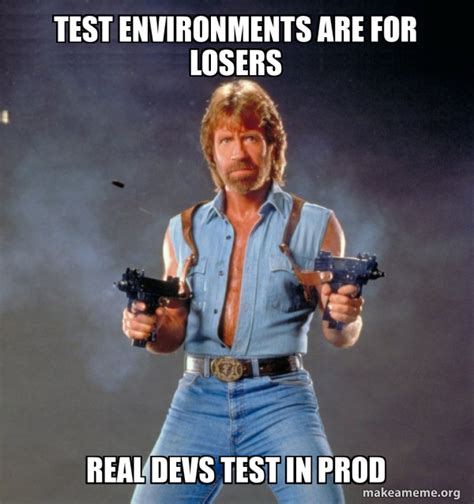 TEST ENVIRONMENTS ARE FOR
LOSERS
REAL DEVS TEST IN PROD
makeameme.org